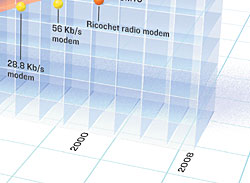 56 Kb/s
modem
Ricochet radio modem
28.8 Kb/s
modem
2000
2008